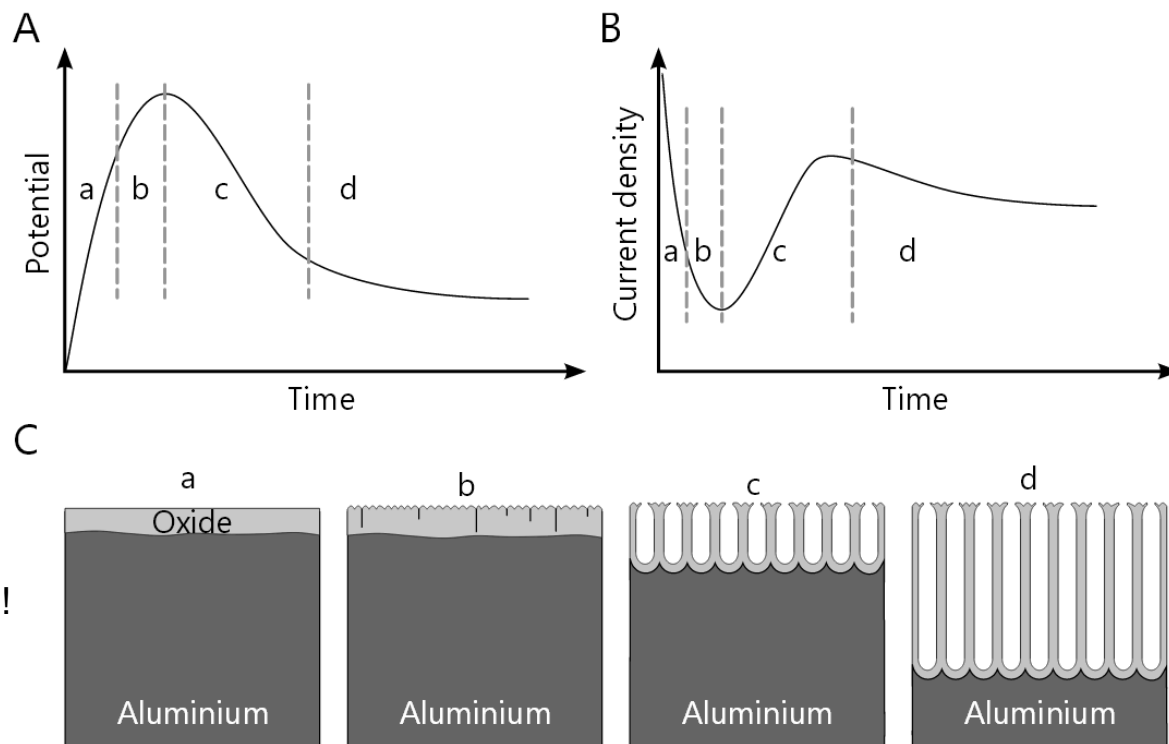 A
Potential
a
b
c
d
Time
B
Current density
a
b
c
d
Time
C
a
b
c
d
Oxide
!
Aluminium
Aluminium
Aluminium
Aluminium